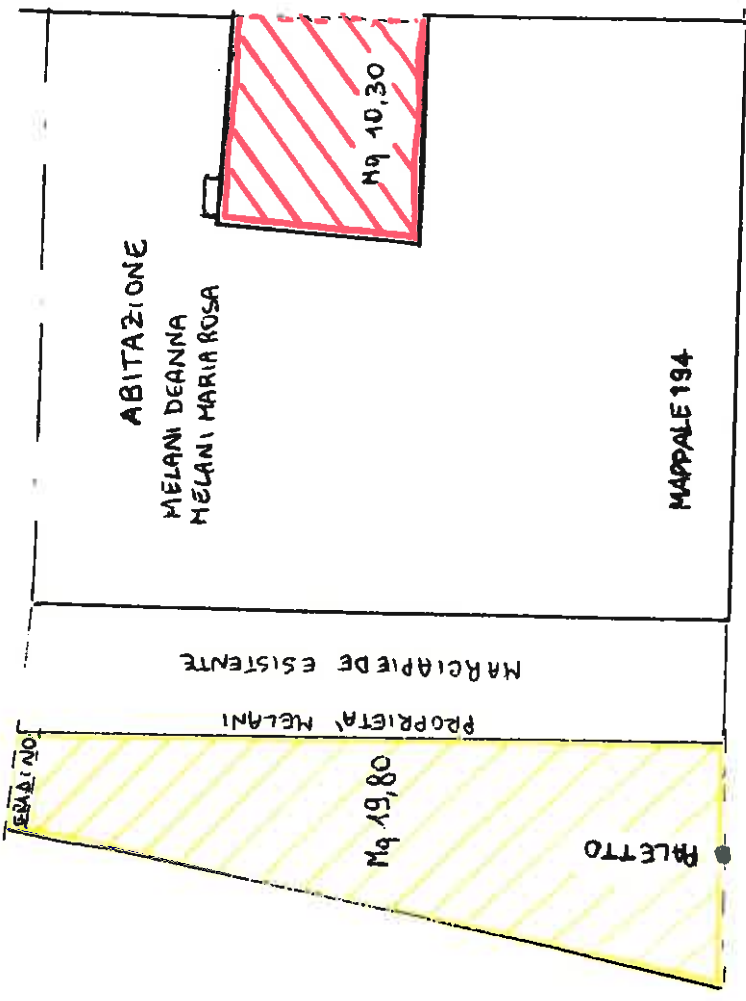 Mq 10,30
ABITAZIONE
MELANI DEANNA
MELANI MARIA ROSA
MAPPALE 194
MARCIAPIEDE ESISTENTE
PROPRIETA' MELANI
GRADINO
Mq 19,80
PALETTO